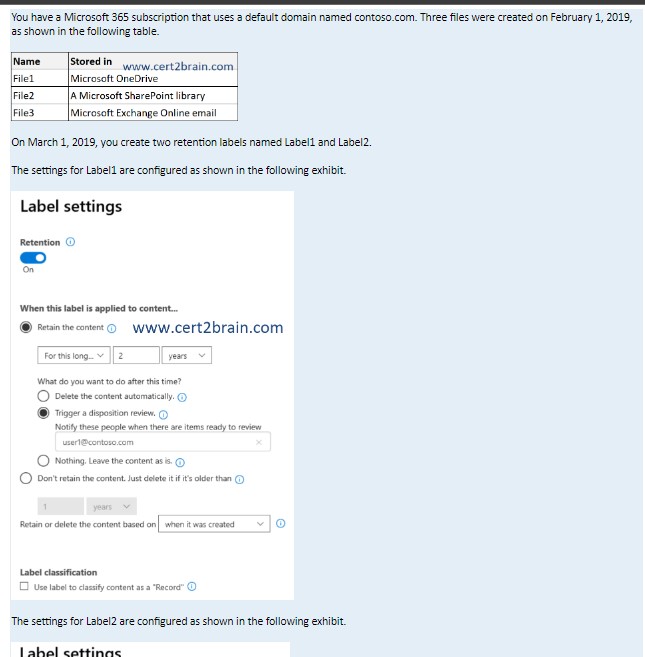 You have a Microsoft 365 subscription that uses a default domain named contoso.com. Three files were created on February 1, 2019,
as shown in the following table.
Name Stored in www.cert2brain.com
File1 Microsoft OneDrive
File2 A Microsoft SharePoint library
File3 Microsoft Exchange Online email
On March 1, 2019, you create two retention labels named Label1 and Label2.
The settings for Label1 are configured as shown in the following exhibit.
Label settings
Retention
On
When this label is applied to content...
Retain the content www.cert2brain.com
For this long... 2 years
What do you want to do after this time?
Delete the content automatically.
Trigger a disposition review.
Notify these people when there are items ready to review
user1@contoso.com ×
Nothing. Leave the content as is.
Don't retain the content. Just delete it if it's older than
1 years
Retain or delete the content based on when it was created
Label classification
Use label to classify content as a "Record"
The settings for Label2 are configured as shown in the following exhibit.
Label settings